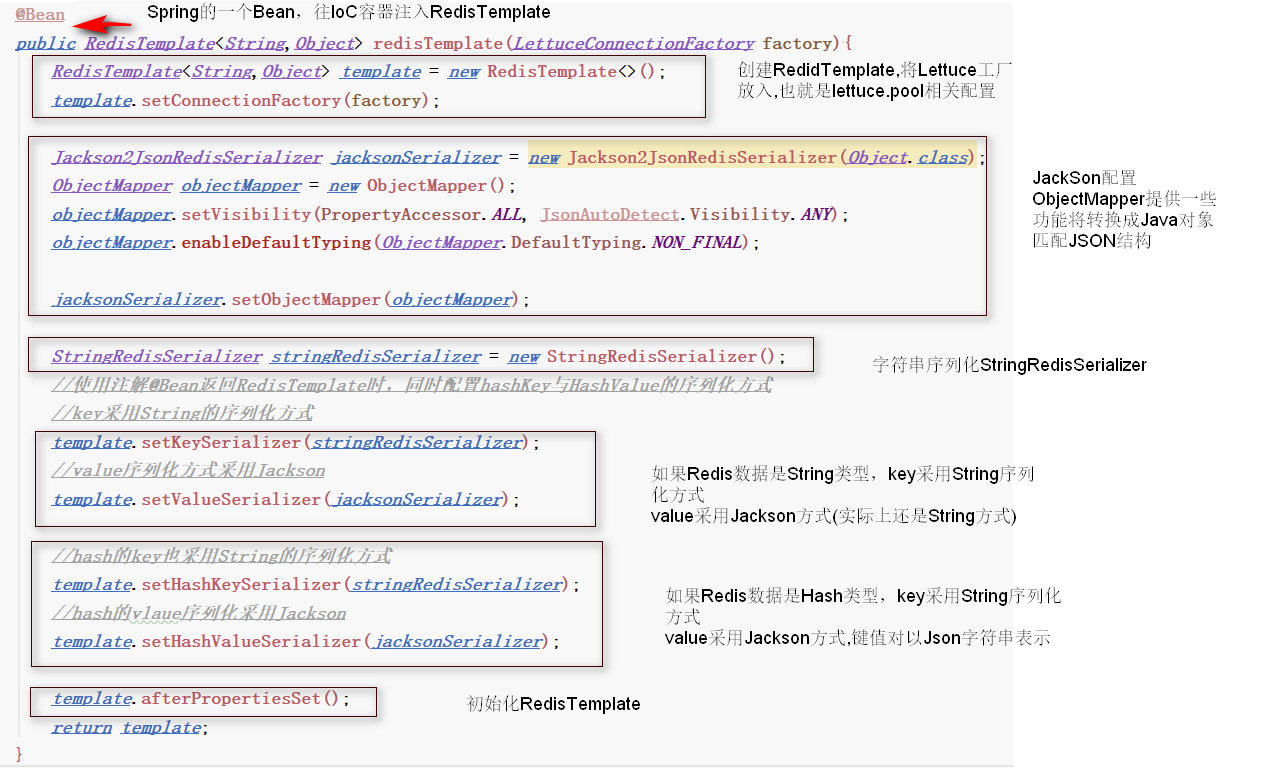 @Bean
Spring的一个Bean，往IoC容器注入RedisTemplate
public RedisTemplate<String,Object> redisTemplate(LettuceConnectionFactory factory){
RedisTemplate<String,Object> template = new RedisTemplate<>();
template.setConnectionFactory(factory);
创建RedidTemplate,将Lettuce工厂
放入,也就是lettuce.pool相关配置
Jackson2JsonRedisSerializer jacksonSerializer = new Jackson2JsonRedisSerializer(Object.class);
ObjectMapper objectMapper = new ObjectMapper();
objectMapper.setVisibility(PropertyAccessor.ALL, JsonAutoDetect.Visibility.ANY);
objectMapper.enableDefaultTyping(ObjectMapper.DefaultTyping.NON_FINAL);
jacksonSerializer.setObjectMapper(objectMapper);
JackSon配置
ObjectMapper提供一些
功能将转换成Java对象
匹配JSON结构
StringRedisSerializer stringRedisSerializer = new StringRedisSerializer();
字符串序列化StringRedisSerializer
//使用注解@Bean返回RedisTemplate时，同时配置hashKey与HashValue的序列化方式
//key采用String的序列化方式
template.setKeySerializer(stringRedisSerializer);
//value序列化方式采用Jackson
template.setValueSerializer(jacksonSerializer);
如果Redis数据是String类型，key采用String序列
化方式
value采用Jackson方式(实际上还是String方式)
//hash的key也采用String的序列化方式
template.setHashKeySerializer(stringRedisSerializer);
//hash的vlaue序列化采用Jackson
template.setHashValueSerializer(jacksonSerializer);
如果Redis数据是Hash类型，key采用String序列化
方式
value采用Jackson方式,键值对以Json字符串表示
template.afterPropertiesSet();
初始化RedisTemplate
return template;
}